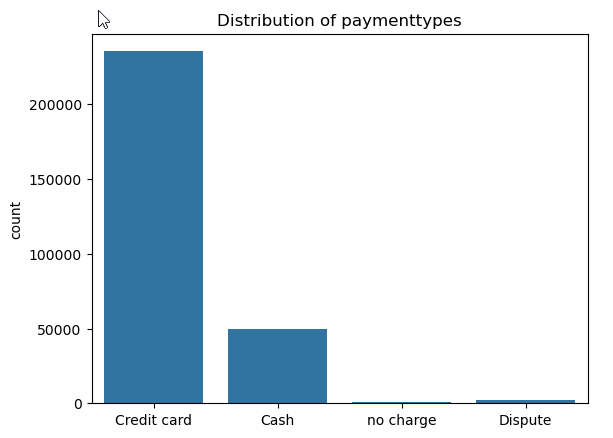 Distribution of paymenttypes
count
200000
150000
100000
50000
0
Credit card
Cash
no charge
Dispute